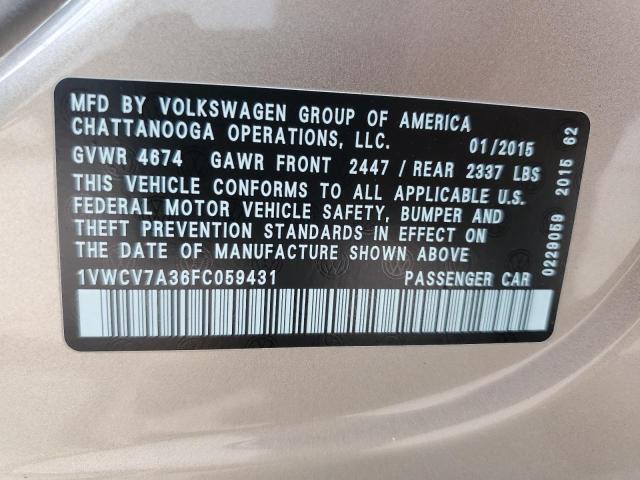 MFD BY VOLKSWAGEN GROUP OF AMERICA
CHATTANOOGA OPERATIONS, LLC. 01/2015
GVWR 4674 GAWR FRONT 2447 / REAR 2337 LBS
THIS VEHICLE CONFORMS TO ALL APPLICABLE U.S.
FEDERAL MOTOR VEHICLE SAFETY, BUMPER AND
THEFT PREVENTION STANDARDS IN EFFECT ON
THE DATE OF MANUFACTURE SHOWN ABOVE
1VWCV7A36FC059431 PASSENGER CAR
0229059 2015 62